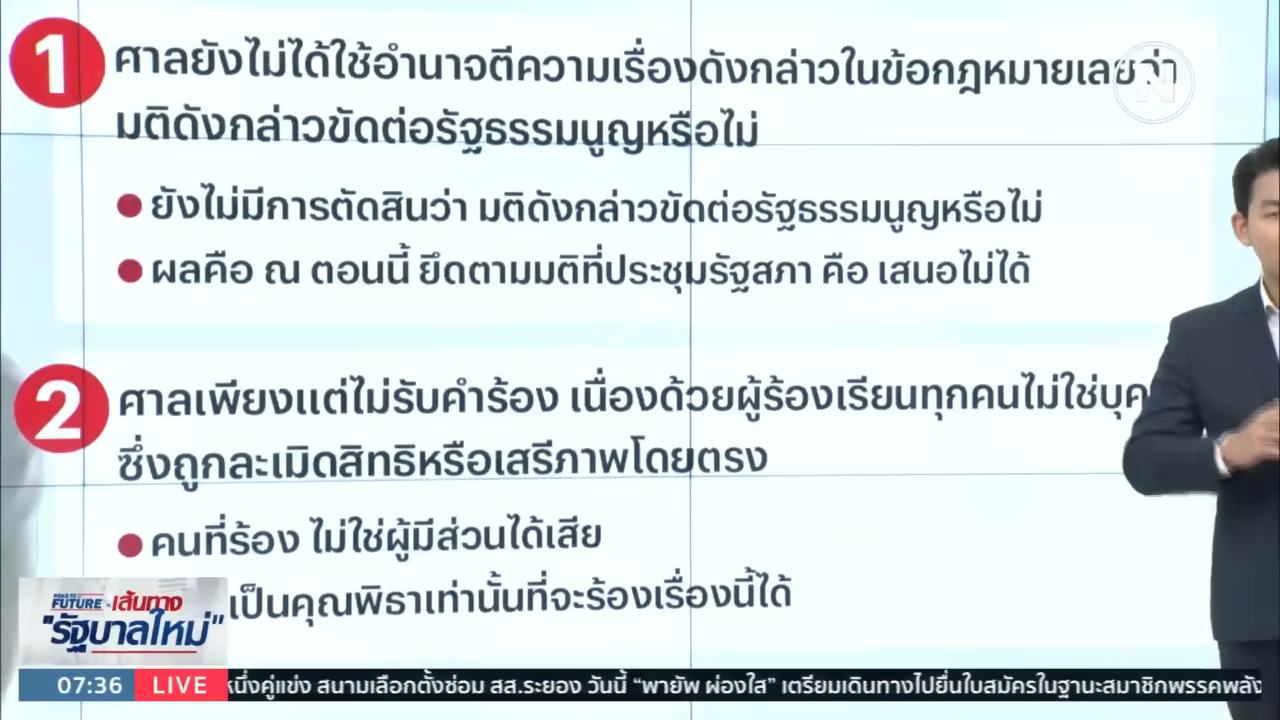 1 ศาลยังไม่ได้ใช้อำนาจตีความเรื่องดังกล่าวในข้อกฎหมายเลยว่า
N
มติดังกล่าวขัดต่อรัฐธรรมนูญหรือไม่
ยังไม่มีการตัดสินว่า มติดังกล่าวขัดต่อรัฐธรรมนูญหรือไม่
ผลคือ ณ ตอนนี้ ยึดตามมติที่ประชุมรัฐสภา คือ เสนอไม่ได้
2 ศาลเพียงแต่ไม่รับคำร้อง เนื่องด้วยผู้ร้องเรียนทุกคนไม่ใช่บุค
ซึ่งถูกละเมิดสิทธิหรือเสรีภาพโดยตรง
คนที่ร้อง ไม่ใช่ผู้มีส่วนได้เสีย
เป็นคุณพิธาเท่านั้นที่จะร้องเรื่องนี้ได้
ROAD TO FUTURE เส้นทาง
"รัฐบาลใหม่"
07:36 LIVE หนึ่งคู่แข่ง สนามเลือกตั้งซ่อม สส.ระยอง วันนี้ “พายัพ ผ่องใส” เตรียมเดินทางไปยื่นใบสมัครในฐานะสมาชิกพรรคพลัง